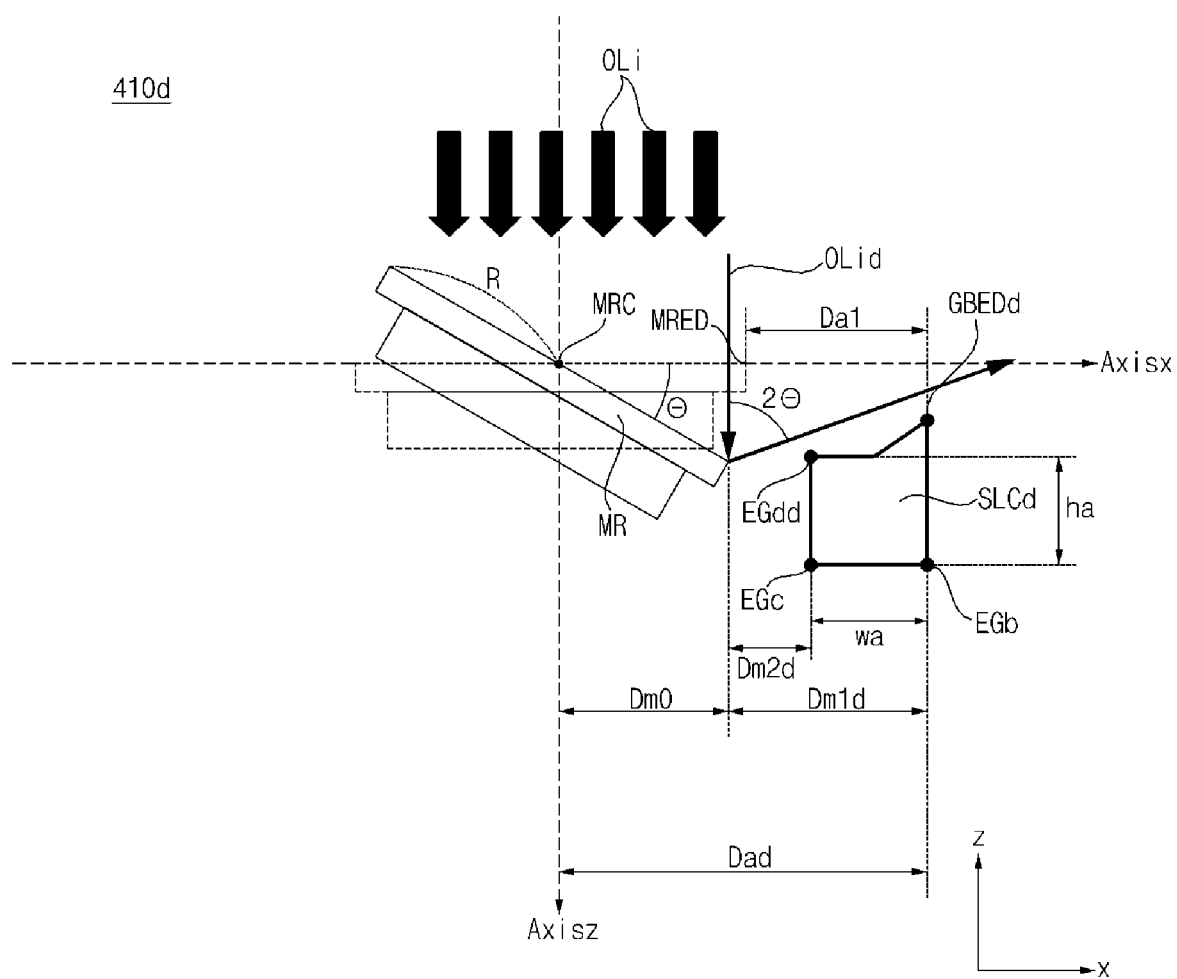 OLi
410d
OLid
R
MRC
MRED
Da1
GBEDd
Axisx
Θ
2Θ
MR
EGdd
SLCd
ha
EGc
EGb
wa
Dm2d
Dm0
Dm1d
Dad
Axisz
z
x